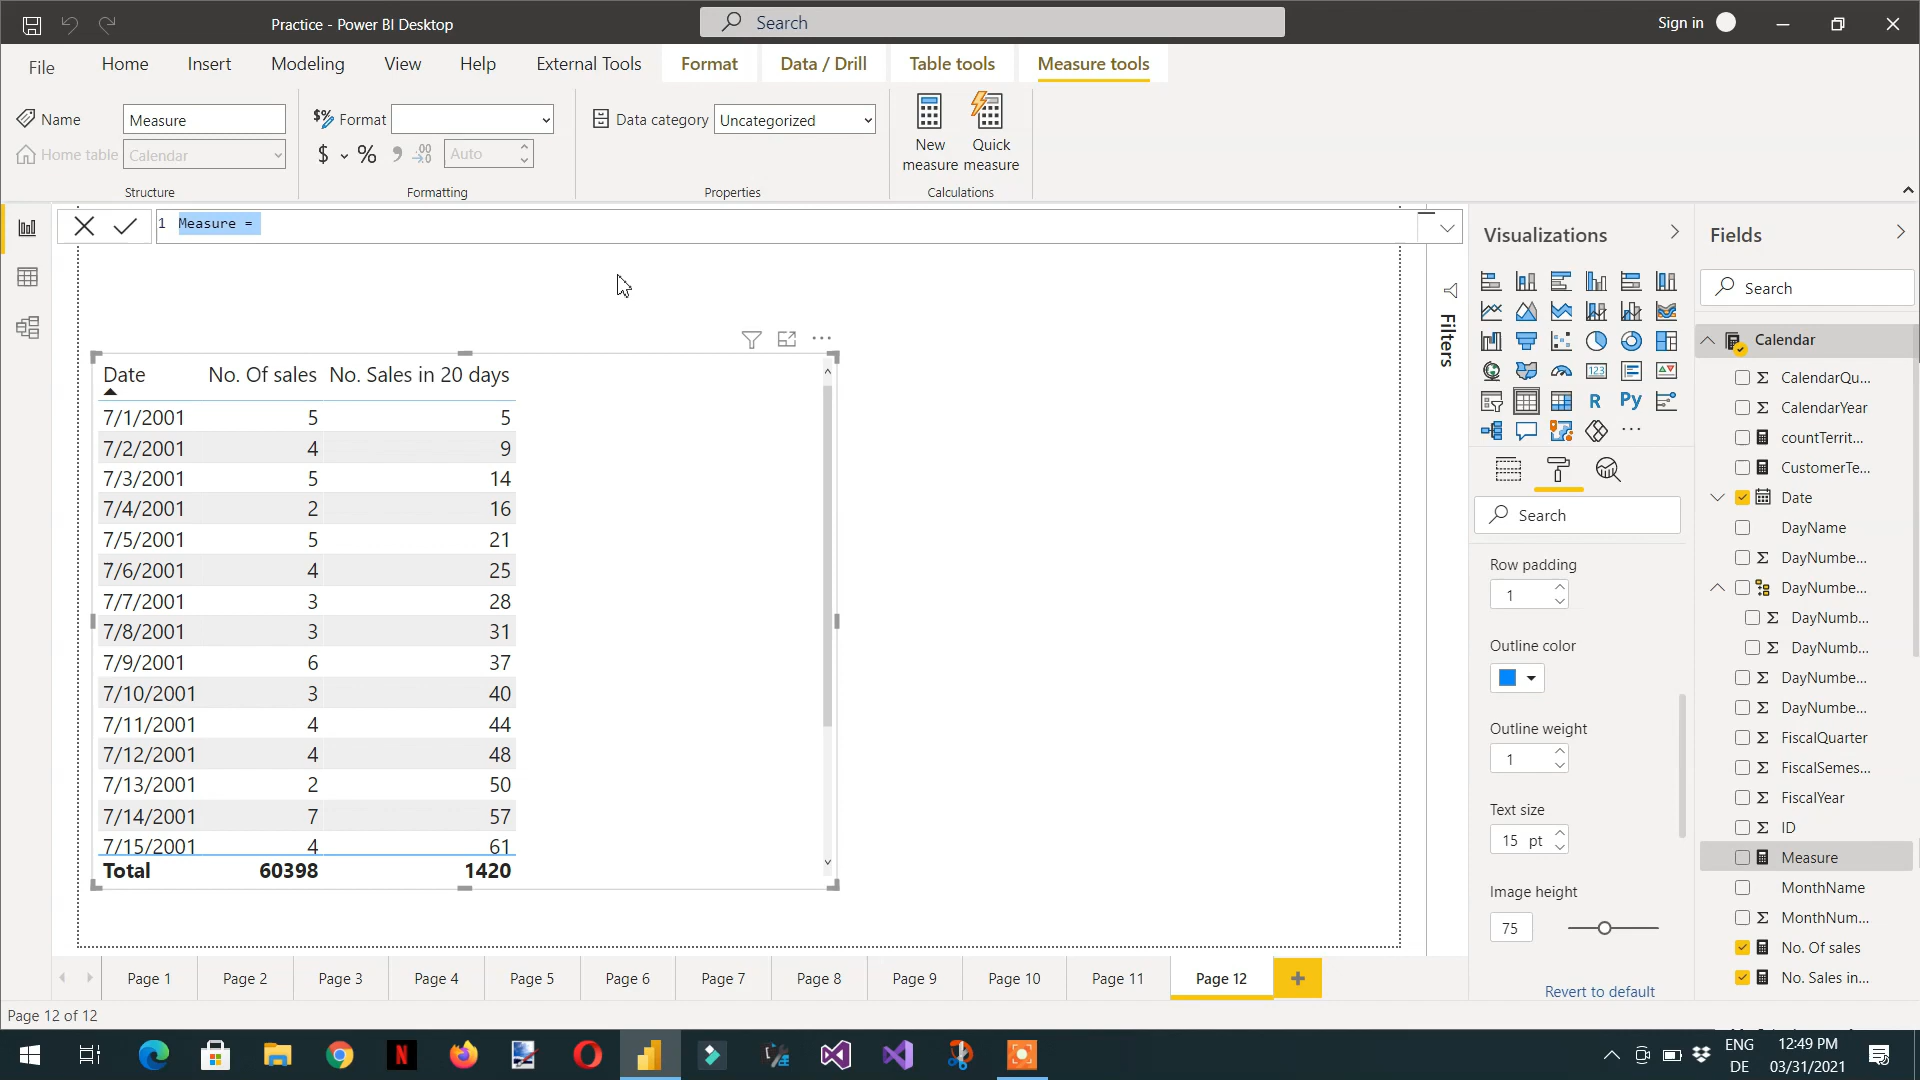 Practice - Power BI Desktop
Search
Sign in
File
Home
Insert
Modeling
View
Help
External Tools
Format
Data / Drill
Table tools
Measure tools
Name
Measure
Home table
Calendar
Structure
Format
$
%
Auto
Formatting
Data category
Uncategorized
Properties
New measure
Quick measure
Calculations
1 Measure =
Date No. Of sales No. Sales in 20 days
7/1/2001 5 5
7/2/2001 4 9
7/3/2001 5 14
7/4/2001 2 16
7/5/2001 5 21
7/6/2001 4 25
7/7/2001 3 28
7/8/2001 3 31
7/9/2001 6 37
7/10/2001 3 40
7/11/2001 4 44
7/12/2001 4 48
7/13/2001 2 50
7/14/2001 7 57
7/15/2001 4 61
Total 60398 1420
Filters
Visualizations
R
Py
123
Search
Row padding
1
Outline color
Outline weight
1
Text size
15 pt
Image height
75
Revert to default
Fields
Search
Calendar
CalendarQu...
CalendarYear
countTerrit...
CustomerTe...
Date
DayName
DayNumbe...
DayNumbe...
DayNumb...
DayNumb...
DayNumbe...
DayNumbe...
FiscalQuarter
FiscalSemes...
FiscalYear
ID
Measure
MonthName
MonthNum...
No. Of sales
No. Sales in...
Page 1
Page 2
Page 3
Page 4
Page 5
Page 6
Page 7
Page 8
Page 9
Page 10
Page 11
Page 12
Page 12 of 12
ENG
DE
12:49 PM
03/31/2021